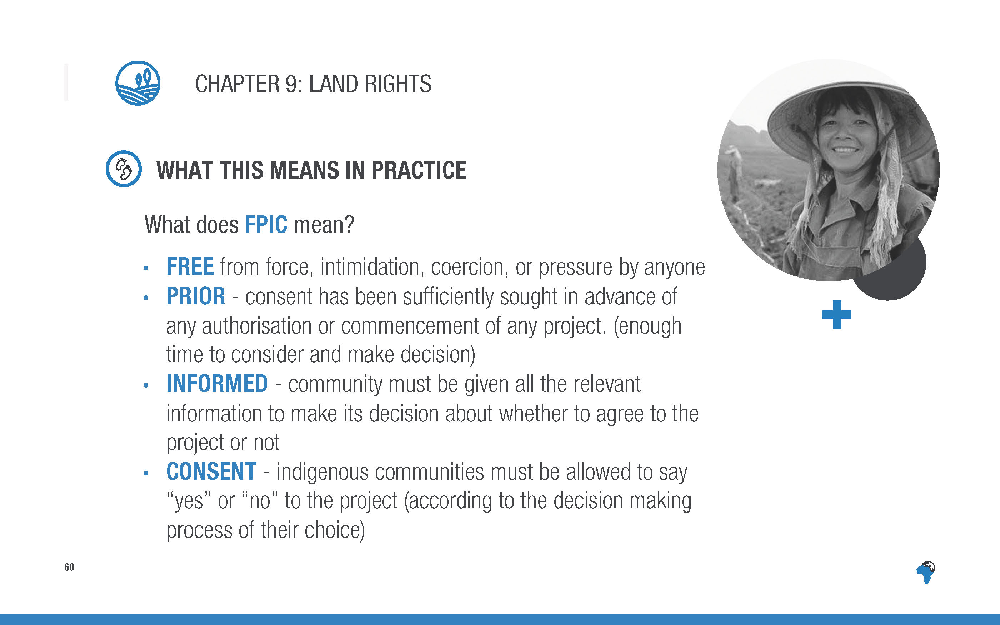 CHAPTER 9: LAND RIGHTS
WHAT THIS MEANS IN PRACTICE
What does FPIC mean?
• FREE from force, intimidation, coercion, or pressure by anyone
• PRIOR - consent has been sufficiently sought in advance of
any authorisation or commencement of any project. (enough
time to consider and make decision)
• INFORMED - community must be given all the relevant
information to make its decision about whether to agree to the
project or not
• CONSENT - indigenous communities must be allowed to say
“yes” or “no” to the project (according to the decision making
process of their choice)
60